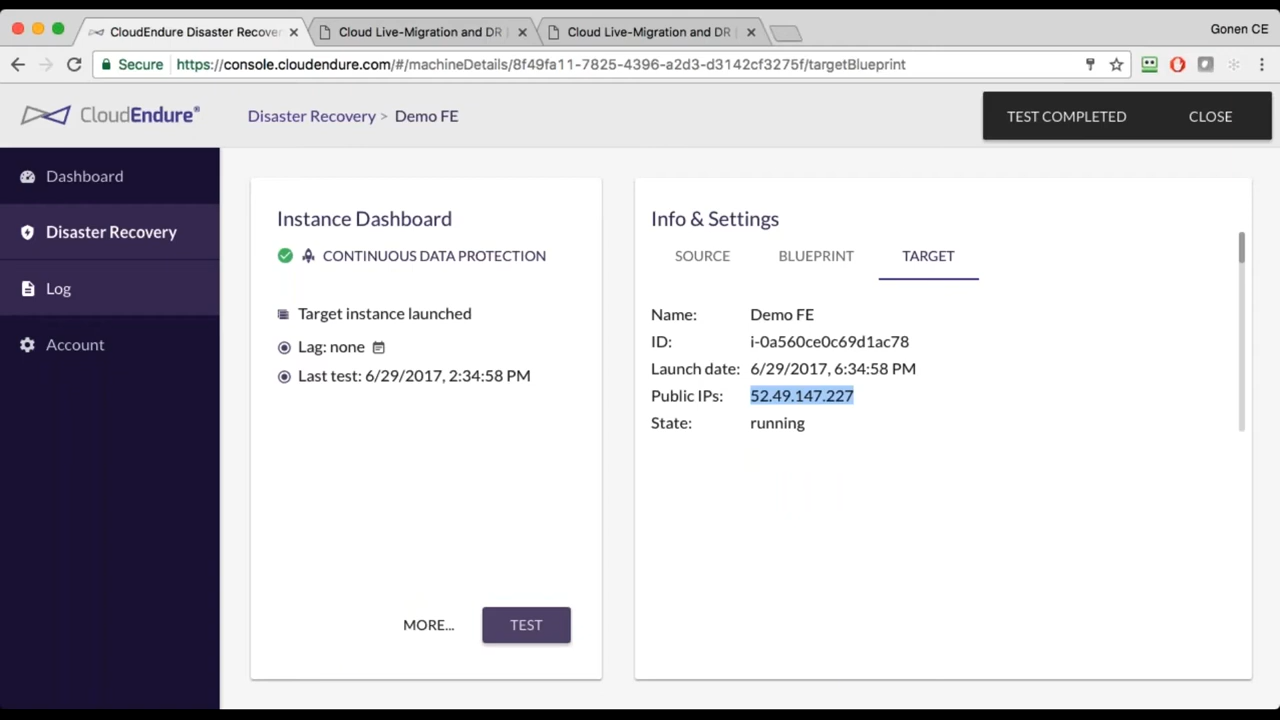 CloudEndure Disaster Recover
Cloud Live-Migration and DR
Cloud Live-Migration and DR
Gonen CE
Secure
https://console.cloudendure.com/#/machineDetails/8f49fa11-7825-4396-a2d3-d3142cf3275f/targetBlueprint
CloudEndure®
Disaster Recovery > Demo FE
TEST COMPLETED
CLOSE
Dashboard
Disaster Recovery
Log
Account
Instance Dashboard
CONTINUOUS DATA PROTECTION
Target instance launched
Lag: none
Last test: 6/29/2017, 2:34:58 PM
MORE...
TEST
Info & Settings
SOURCE
BLUEPRINT
TARGET
Name: Demo FE
ID: i-0a560ce0c69d1ac78
Launch date: 6/29/2017, 6:34:58 PM
Public IPs: 52.49.147.227
State: running